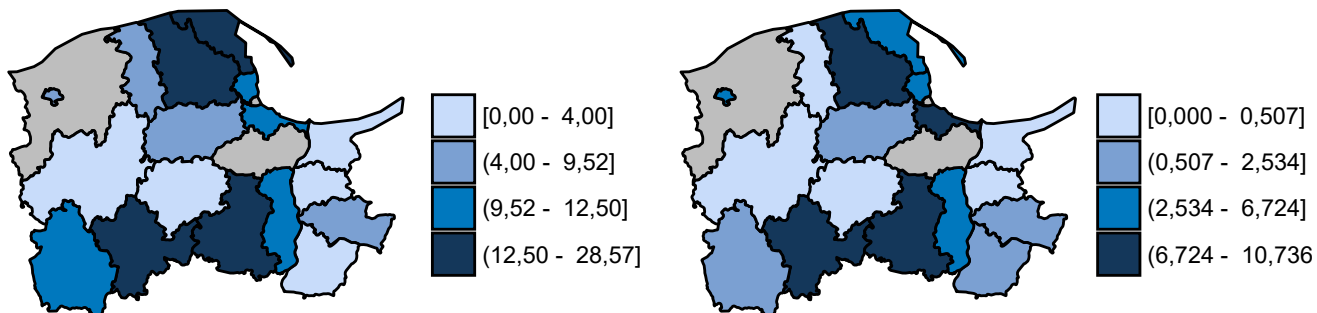 [0,00 - 4,00]
(4,00 - 9,52]
(9,52 - 12,50]
(12,50 - 28,57]
[0,000 - 0,507]
(0,507 - 2,534]
(2,534 - 6,724]
(6,724 - 10,736